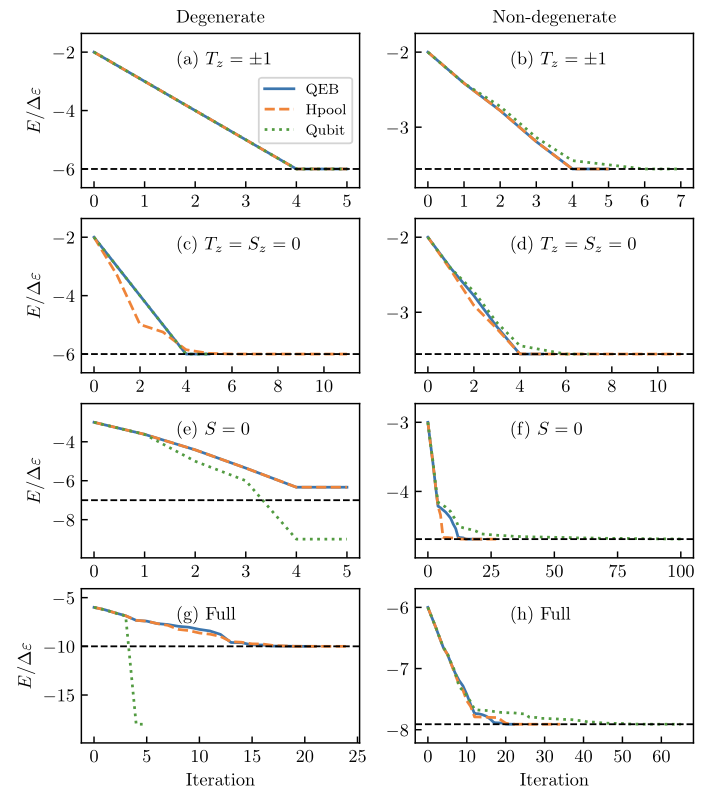 Degenerate Non-degenerate
(a) T_z = ±1
(b) T_z = ±1
QEB
Hpool
Qubit
E/Δε
−2
−4
−6
0 1 2 3 4 5
−2
−3
0 1 2 3 4 5 6 7
(c) T_z = S_z = 0
(d) T_z = S_z = 0
E/Δε
−2
−4
−6
0 2 4 6 8 10
−2
−3
0 2 4 6 8 10
(e) S = 0
(f) S = 0
E/Δε
−4
−6
−8
0 1 2 3 4 5
−3
−4
0 25 50 75 100
(g) Full
(h) Full
E/Δε
−5
−10
−15
0 5 10 15 20 25
Iteration
−6
−7
−8
0 10 20 30 40 50 60
Iteration